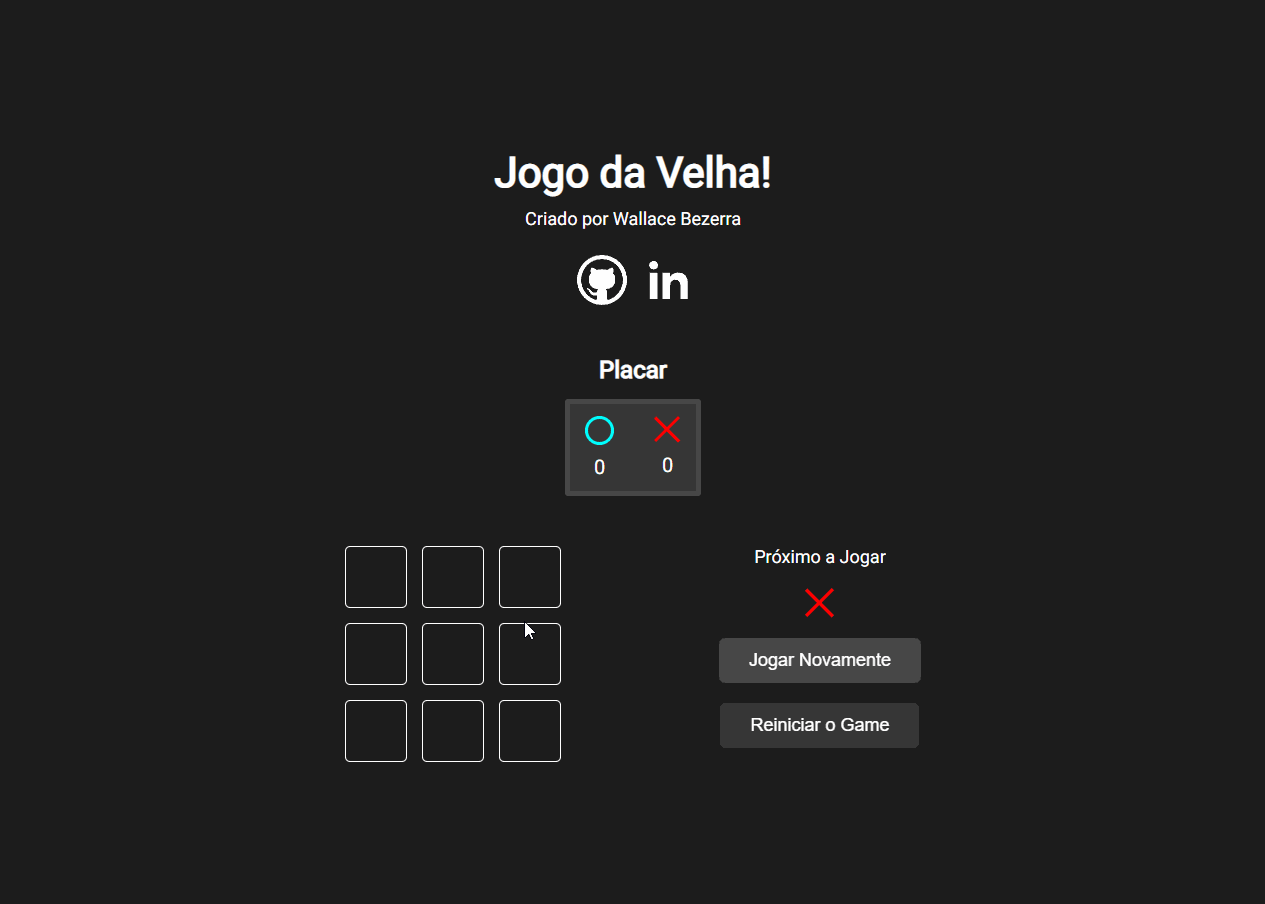 Jogo da Velha!
Criado por Wallace Bezerra
in
Placar
0 0
Próximo a Jogar
Jogar Novamente
Reiniciar o Game